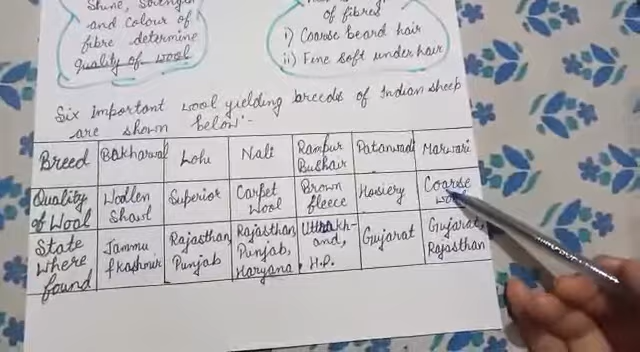 Shine, Strength
and Colour of
fibre determine
quality of wool
of fibres
i) Coarse beard hair
ii) Fine soft under hair
Six important wool yielding breeds of Indian sheep
are shown below:-
Breed Bakharwal Lohi Nali Rampur Bushair Patanwadi Marwari
Quality of Wool Woollen Shawl Superior Carpet wool Brown fleece Hosiery Coarse wool
State where found Jammu & Kashmir Rajasthan, Punjab Rajasthan, Punjab, Haryana Uttrakhand, H.P. Gujarat Gujarat, Rajasthan